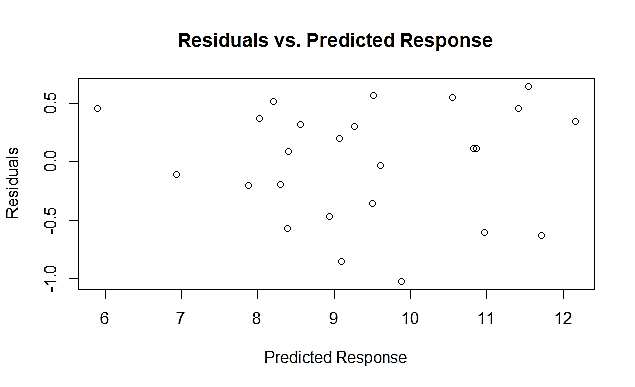 Residuals vs. Predicted Response
0.5
0.0
-0.5
-1.0
Residuals
6 7 8 9 10 11 12
Predicted Response